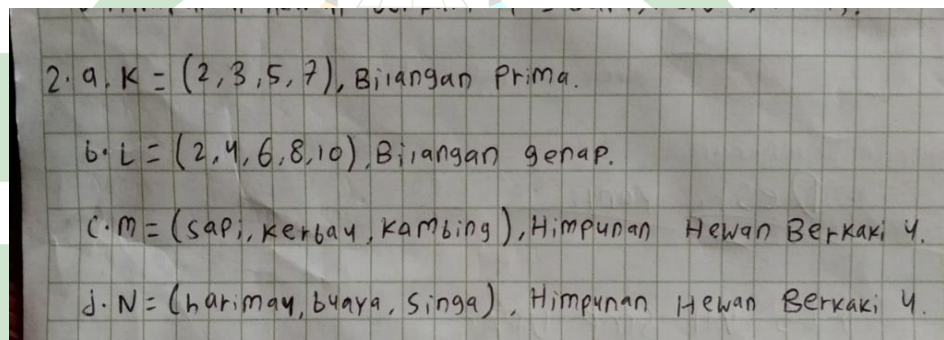 2. a. K = (2,3,5,7), Bilangan Prima.
b. L = (2,4,6,8,10), Bilangan genap.
c. M = (sapi, kerbau, kambing), Himpunan Hewan Berkaki 4.
d. N = (harimau, buaya, singa), Himpunan Hewan Berkaki 4.